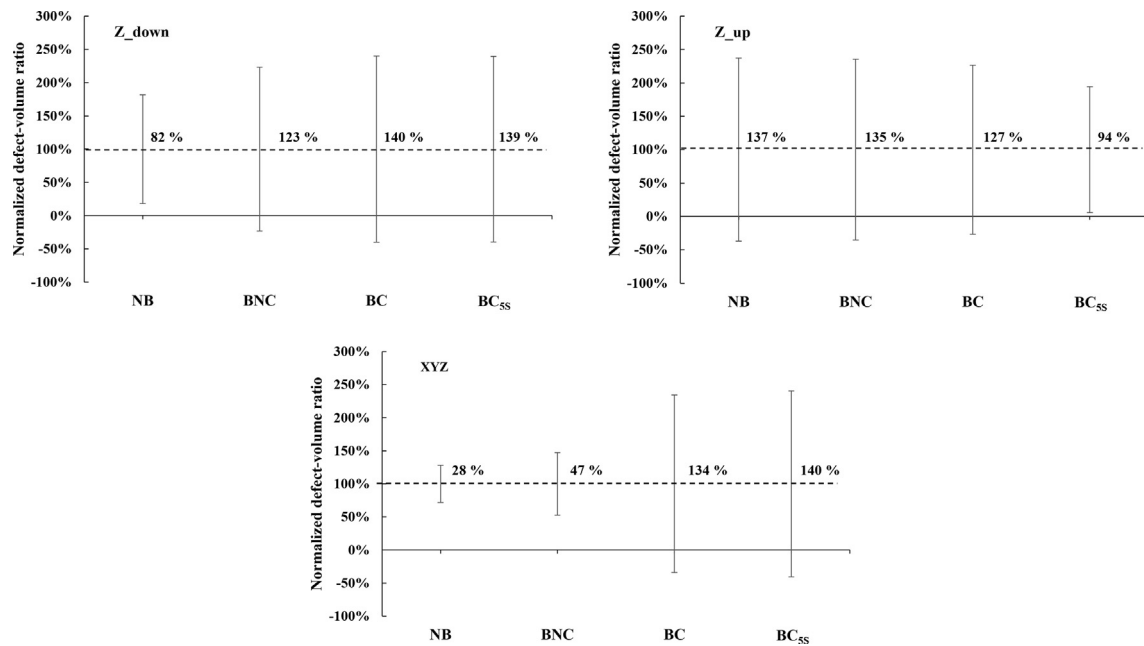 Z_down
Normalized defect-volume ratio
300%
250%
200%
150%
100%
50%
0%
-50%
-100%
82 %
123 %
140 %
139 %
NB
BNC
BC
BC5S
Z_up
Normalized defect-volume ratio
300%
250%
200%
150%
100%
50%
0%
-50%
-100%
137 %
135 %
127 %
94 %
NB
BNC
BC
BC5S
XYZ
Normalized defect-volume ratio
300%
250%
200%
150%
100%
50%
0%
-50%
-100%
28 %
47 %
134 %
140 %
NB
BNC
BC
BC5S